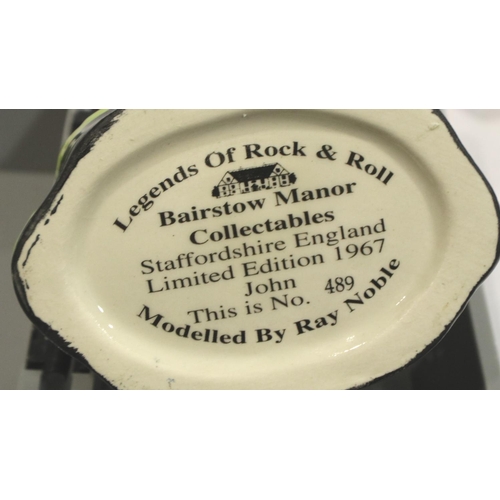 Legends Of Rock & Roll
Bairstow Manor
Collectables
Staffordshire England
Limited Edition 1967
John
This is No. 489
Modelled By Ray Noble